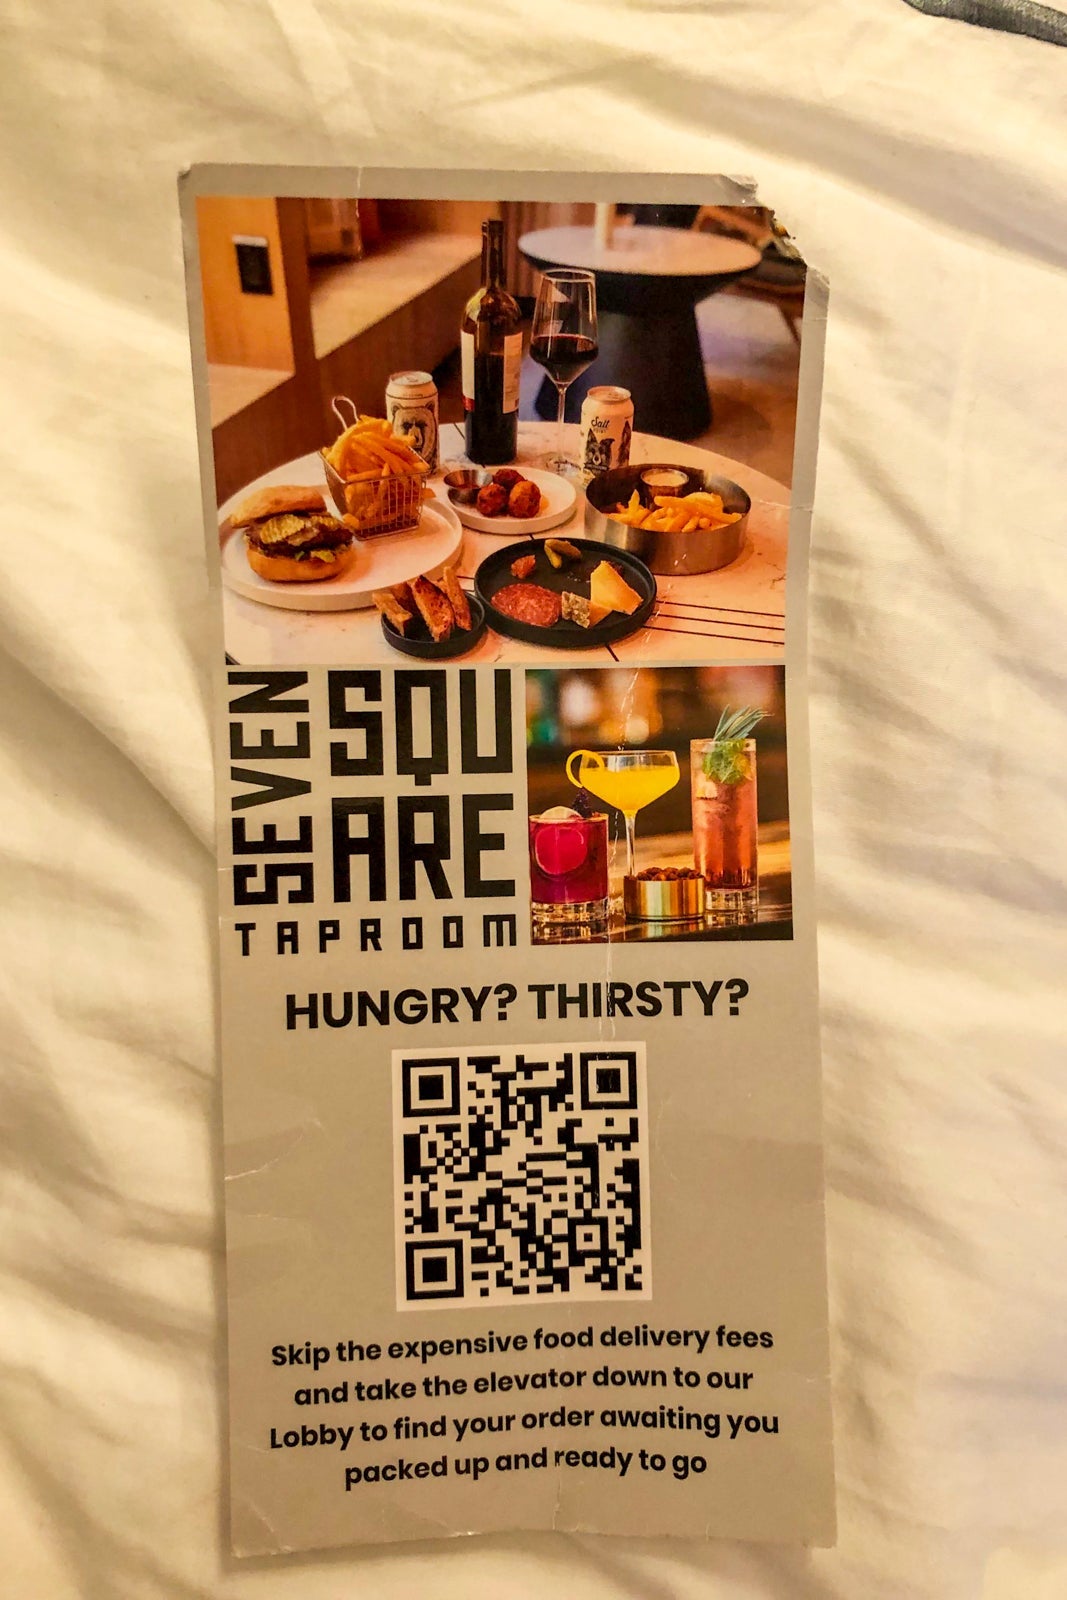 Salt
SEVEN
SQU
ARE
TAPROOM
HUNGRY? THIRSTY?
Skip the expensive food delivery fees
and take the elevator down to our
Lobby to find your order awaiting you
packed up and ready to go